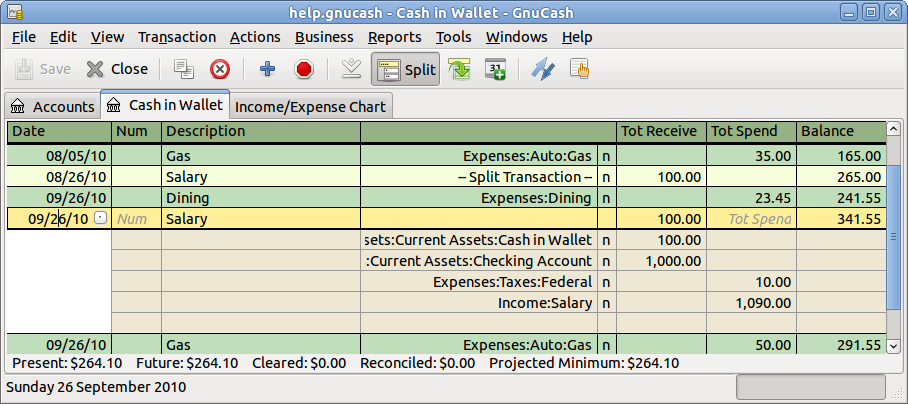 help.gnucash - Cash in Wallet - GnuCash
File Edit View Transaction Actions Business Reports Tools Windows Help
Save Close Split 31
Accounts Cash in Wallet Income/Expense Chart
Date Num Description Tot Receive Tot Spend Balance
08/05/10 Gas Expenses:Auto:Gas n 35.00 165.00
08/26/10 Salary -- Split Transaction -- n 100.00 265.00
09/26/10 Dining Expenses:Dining n 23.45 241.55
09/26/10 Num Salary 100.00 Tot Spend 341.55
sets:Current Assets:Cash in Wallet n 100.00
:Current Assets:Checking Account n 1,000.00
Expenses:Taxes:Federal n 10.00
Income:Salary n 1,090.00
09/26/10 Gas Expenses:Auto:Gas n 50.00 291.55
Present: $264.10 Future: $264.10 Cleared: $0.00 Reconciled: $0.00 Projected Minimum: $264.10
Sunday 26 September 2010